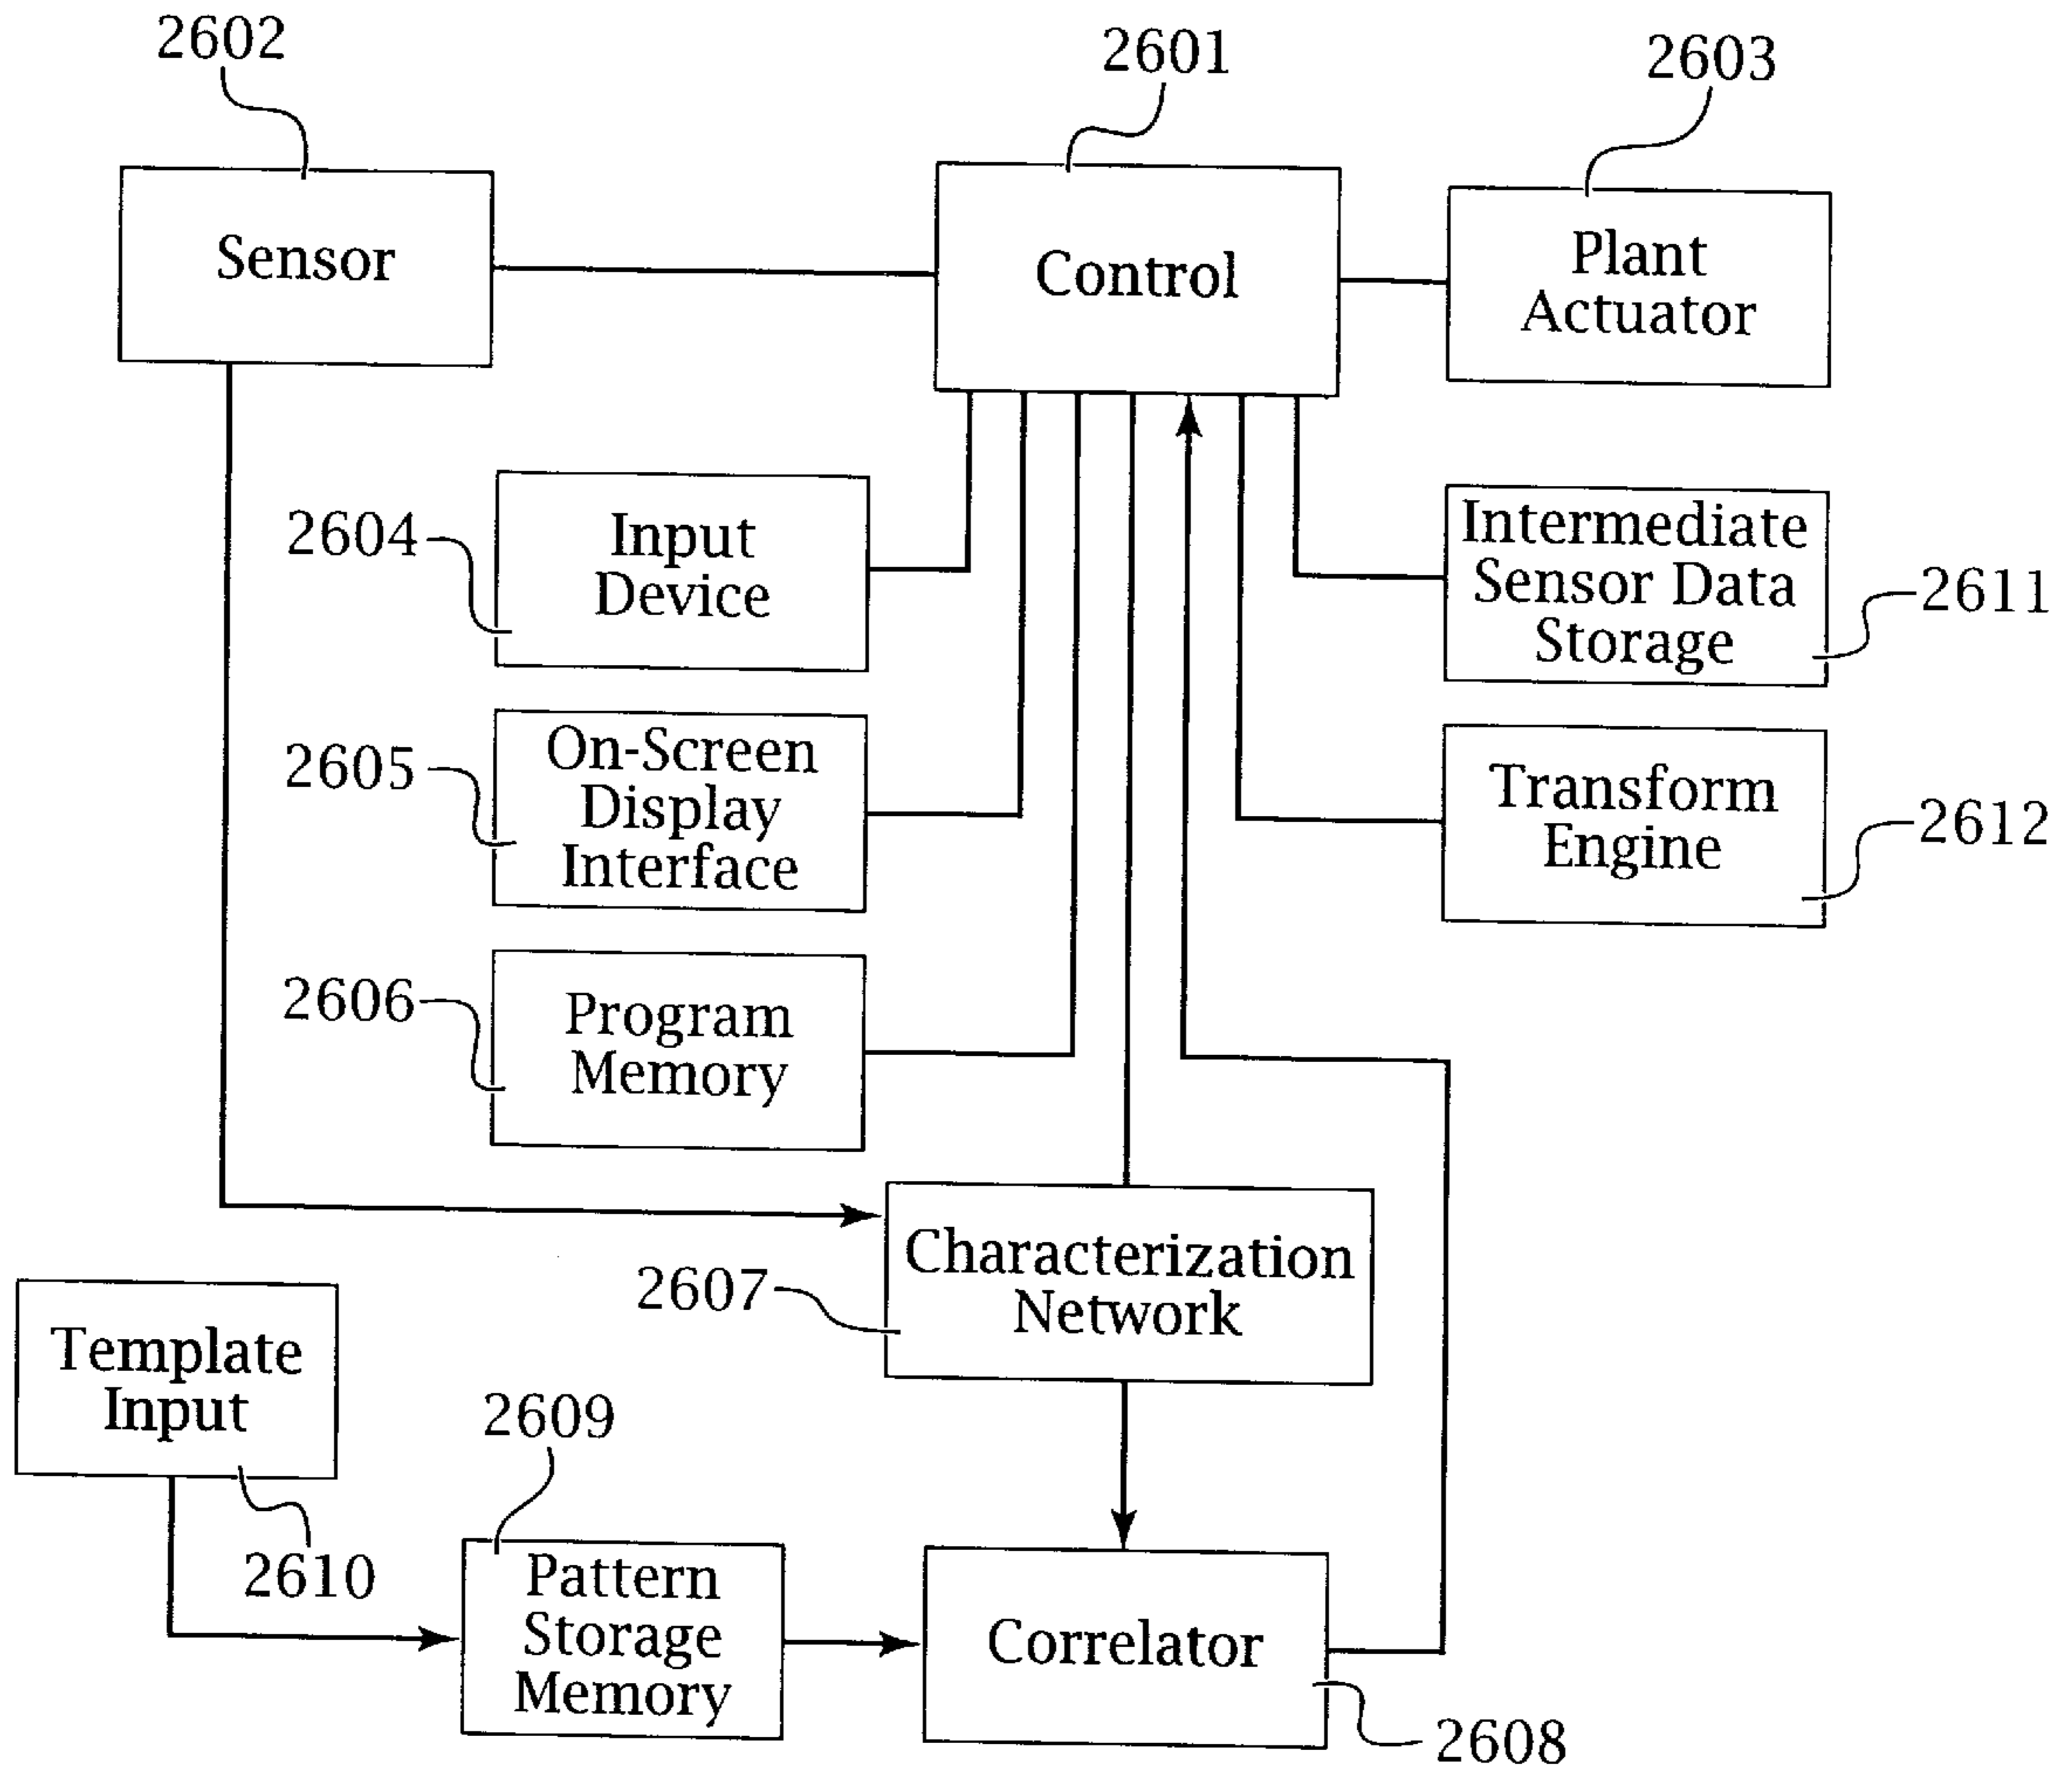 2602
2601
2603
Sensor
Control
Plant
Actuator
2604
Input
Device
Intermediate
Sensor Data
Storage
2611
2605
On-Screen
Display
Interface
Transform
Engine
2612
2606
Program
Memory
Characterization
Network
2607
Template
Input
2610
2609
Pattern
Storage
Memory
Correlator
2608